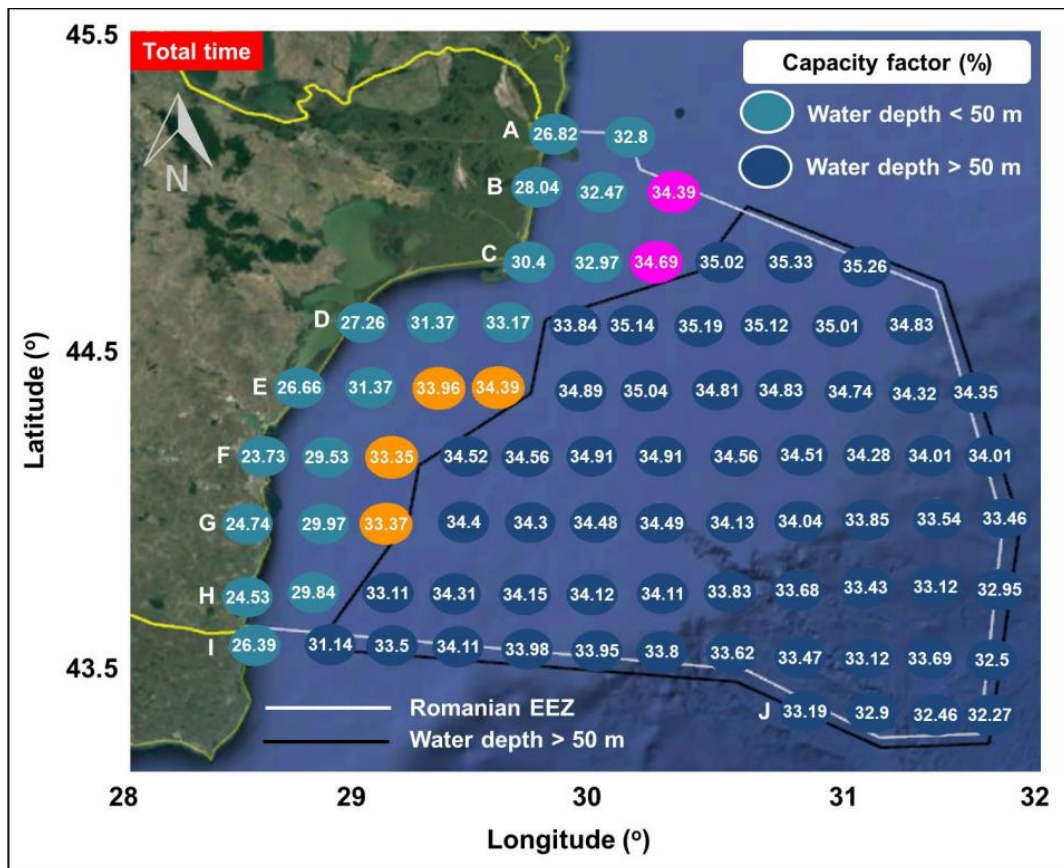 45.5
Total time
Capacity factor (%)
Water depth < 50 m
Water depth > 50 m
N
A 26.82 32.8
B 28.04 32.47 34.39
C 30.4 32.97 34.69 35.02 35.33 35.26
D 27.26 31.37 33.17 33.84 35.14 35.19 35.12 35.01 34.83
44.5
E 26.66 31.37 33.96 34.39 34.89 35.04 34.81 34.83 34.74 34.32 34.35
F 23.73 29.53 33.35 34.52 34.56 34.91 34.91 34.56 34.51 34.28 34.01 34.01
G 24.74 29.97 33.37 34.4 34.3 34.48 34.49 34.13 34.04 33.85 33.54 33.46
H 24.53 29.84 33.11 34.31 34.15 34.12 34.11 33.83 33.68 33.43 33.12 32.95
I 26.39 31.14 33.5 34.11 33.98 33.95 33.8 33.62 33.47 33.12 33.69 32.5
43.5
J 33.19 32.9 32.46 32.27
Romanian EEZ
Water depth > 50 m
Latitude (º)
28 29 30 31 32
Longitude (º)